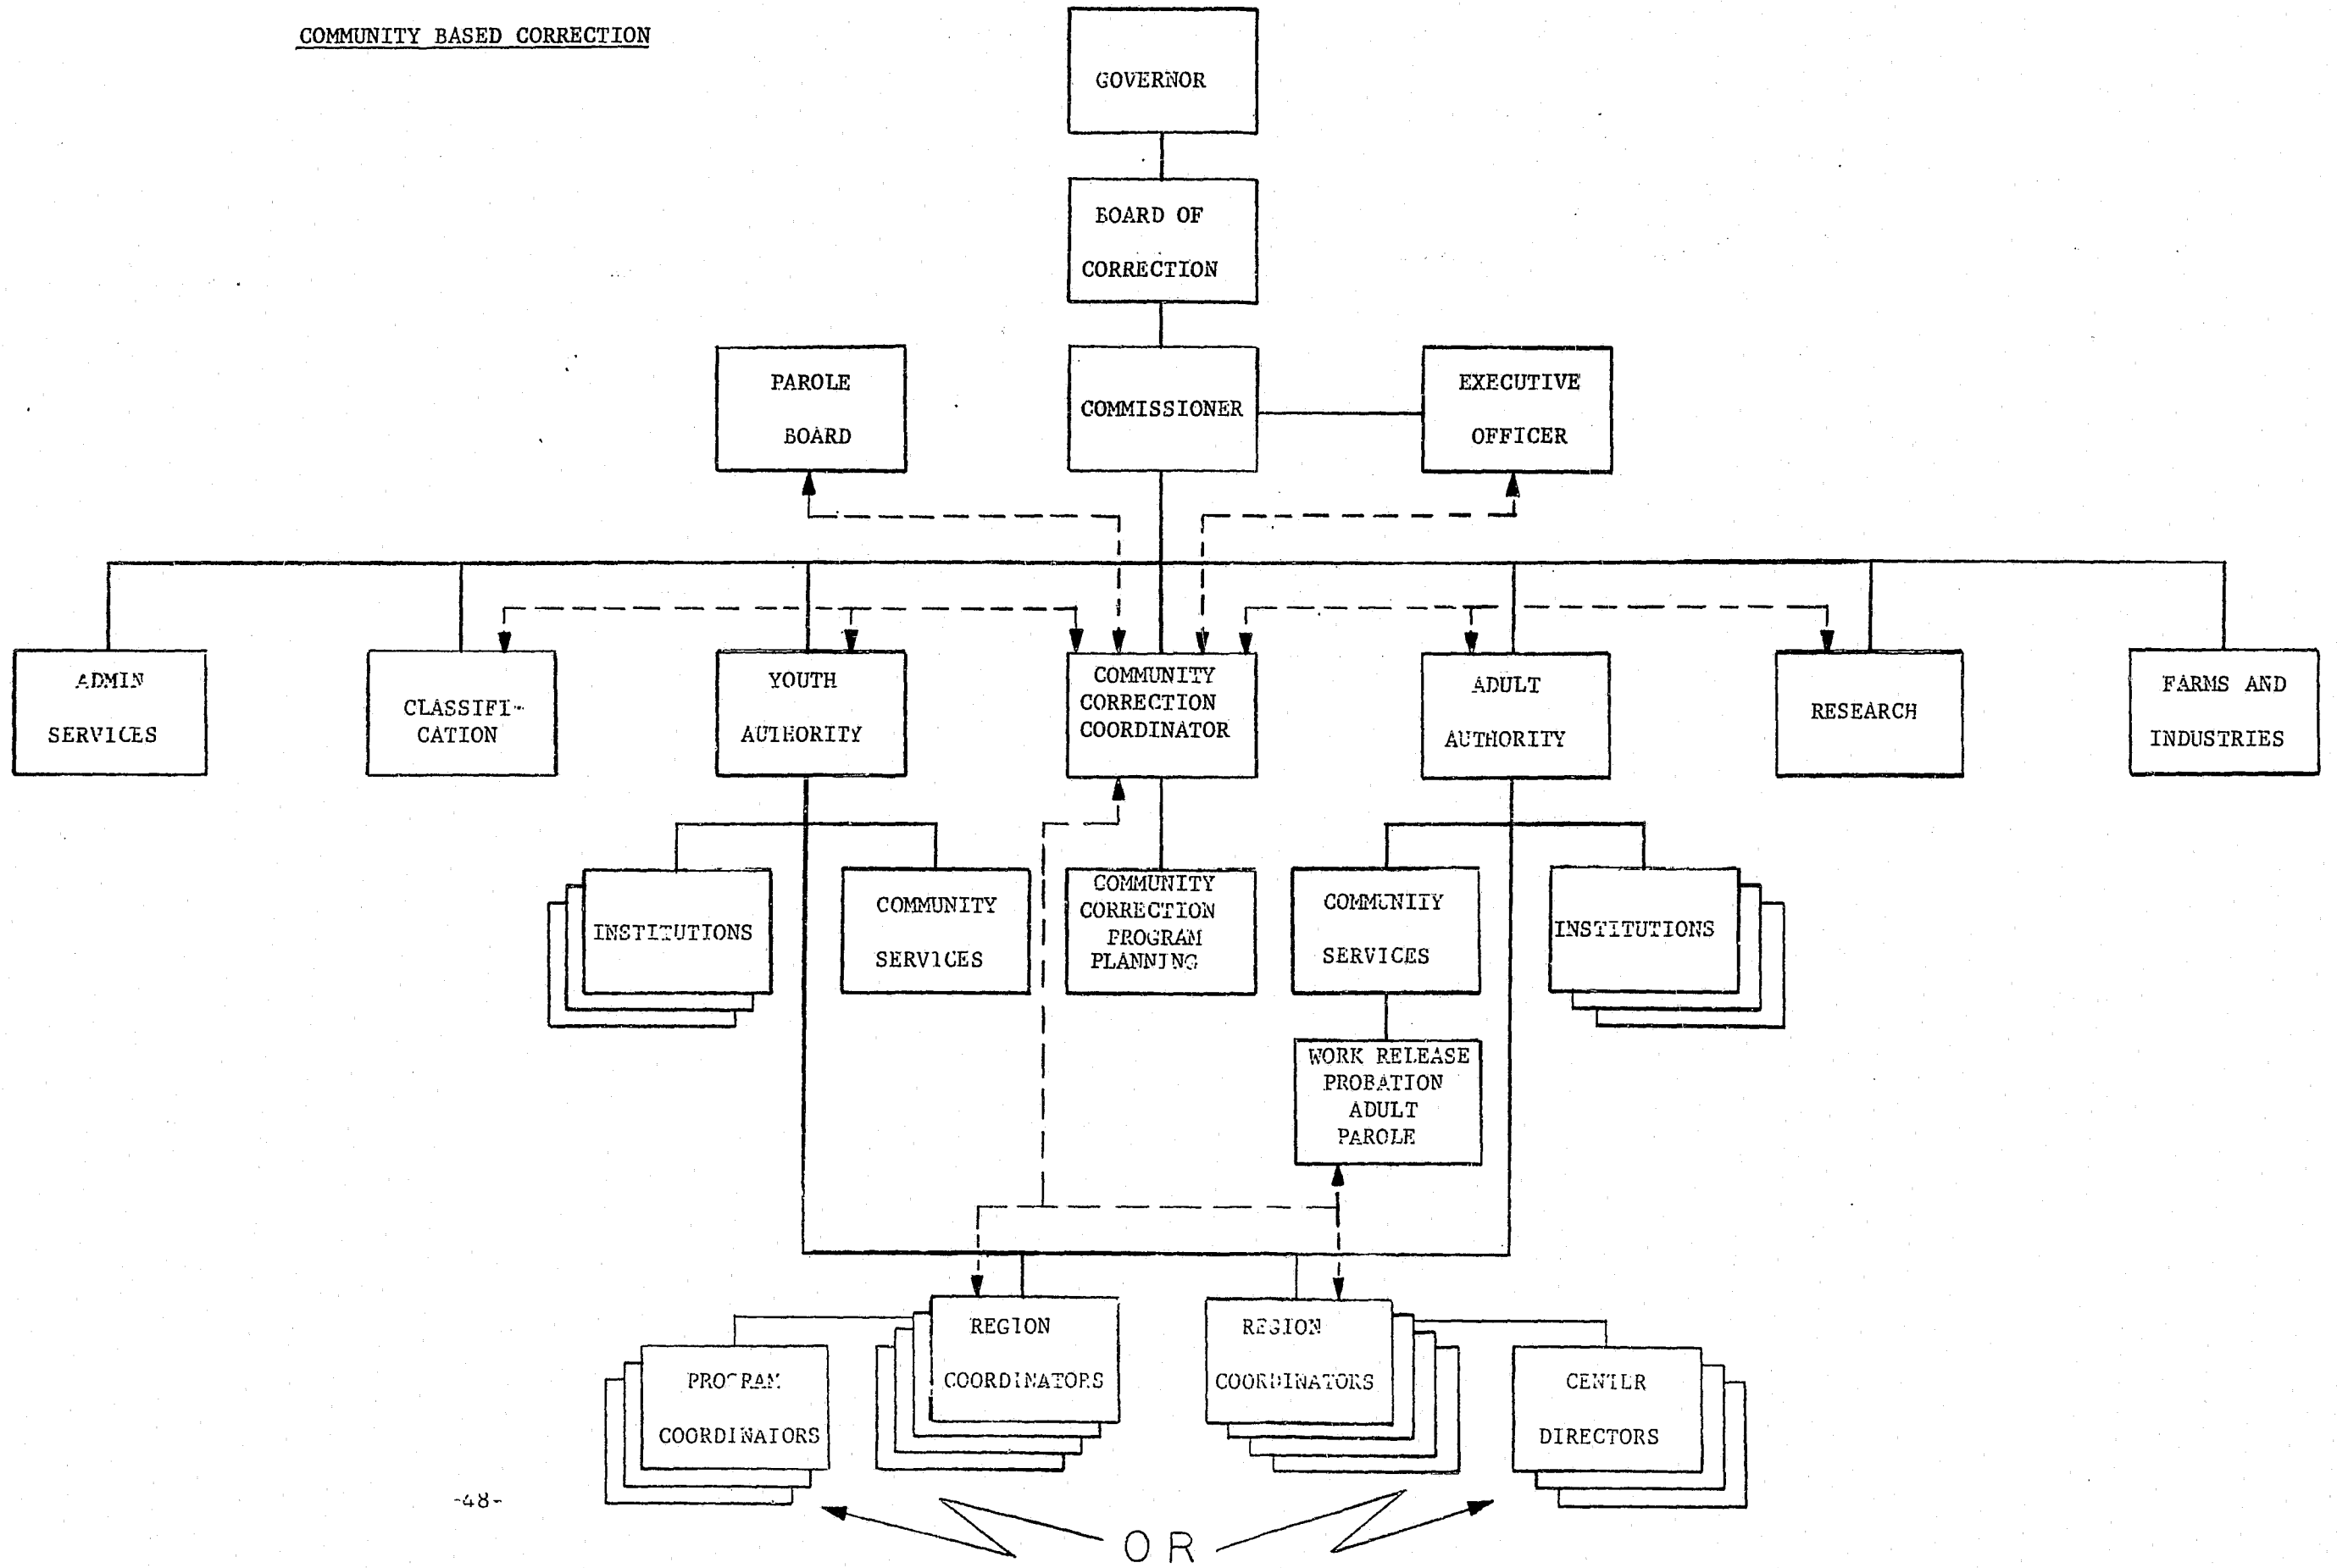 COMMUNITY BASED CORRECTION
GOVERNOR
BOARD OF
CORRECTION
PAROLE
BOARD
COMMISSIONER
EXECUTIVE
OFFICER
ADMIN
SERVICES
CLASSIFI-
CATION
YOUTH
AUTHORITY
COMMUNITY
CORRECTION
COORDINATOR
ADULT
AUTHORITY
RESEARCH
FARMS AND
INDUSTRIES
INSTITUTIONS
COMMUNITY
SERVICES
COMMUNITY
CORRECTION
PROGRAM
PLANNING
COMMUNITY
SERVICES
INSTITUTIONS
WORK RELEASE
PROBATION
ADULT
PAROLE
PROGRAM
COORDINATORS
REGION
COORDINATORS
REGION
COORDINATORS
CENTER
DIRECTORS
-48-
OR